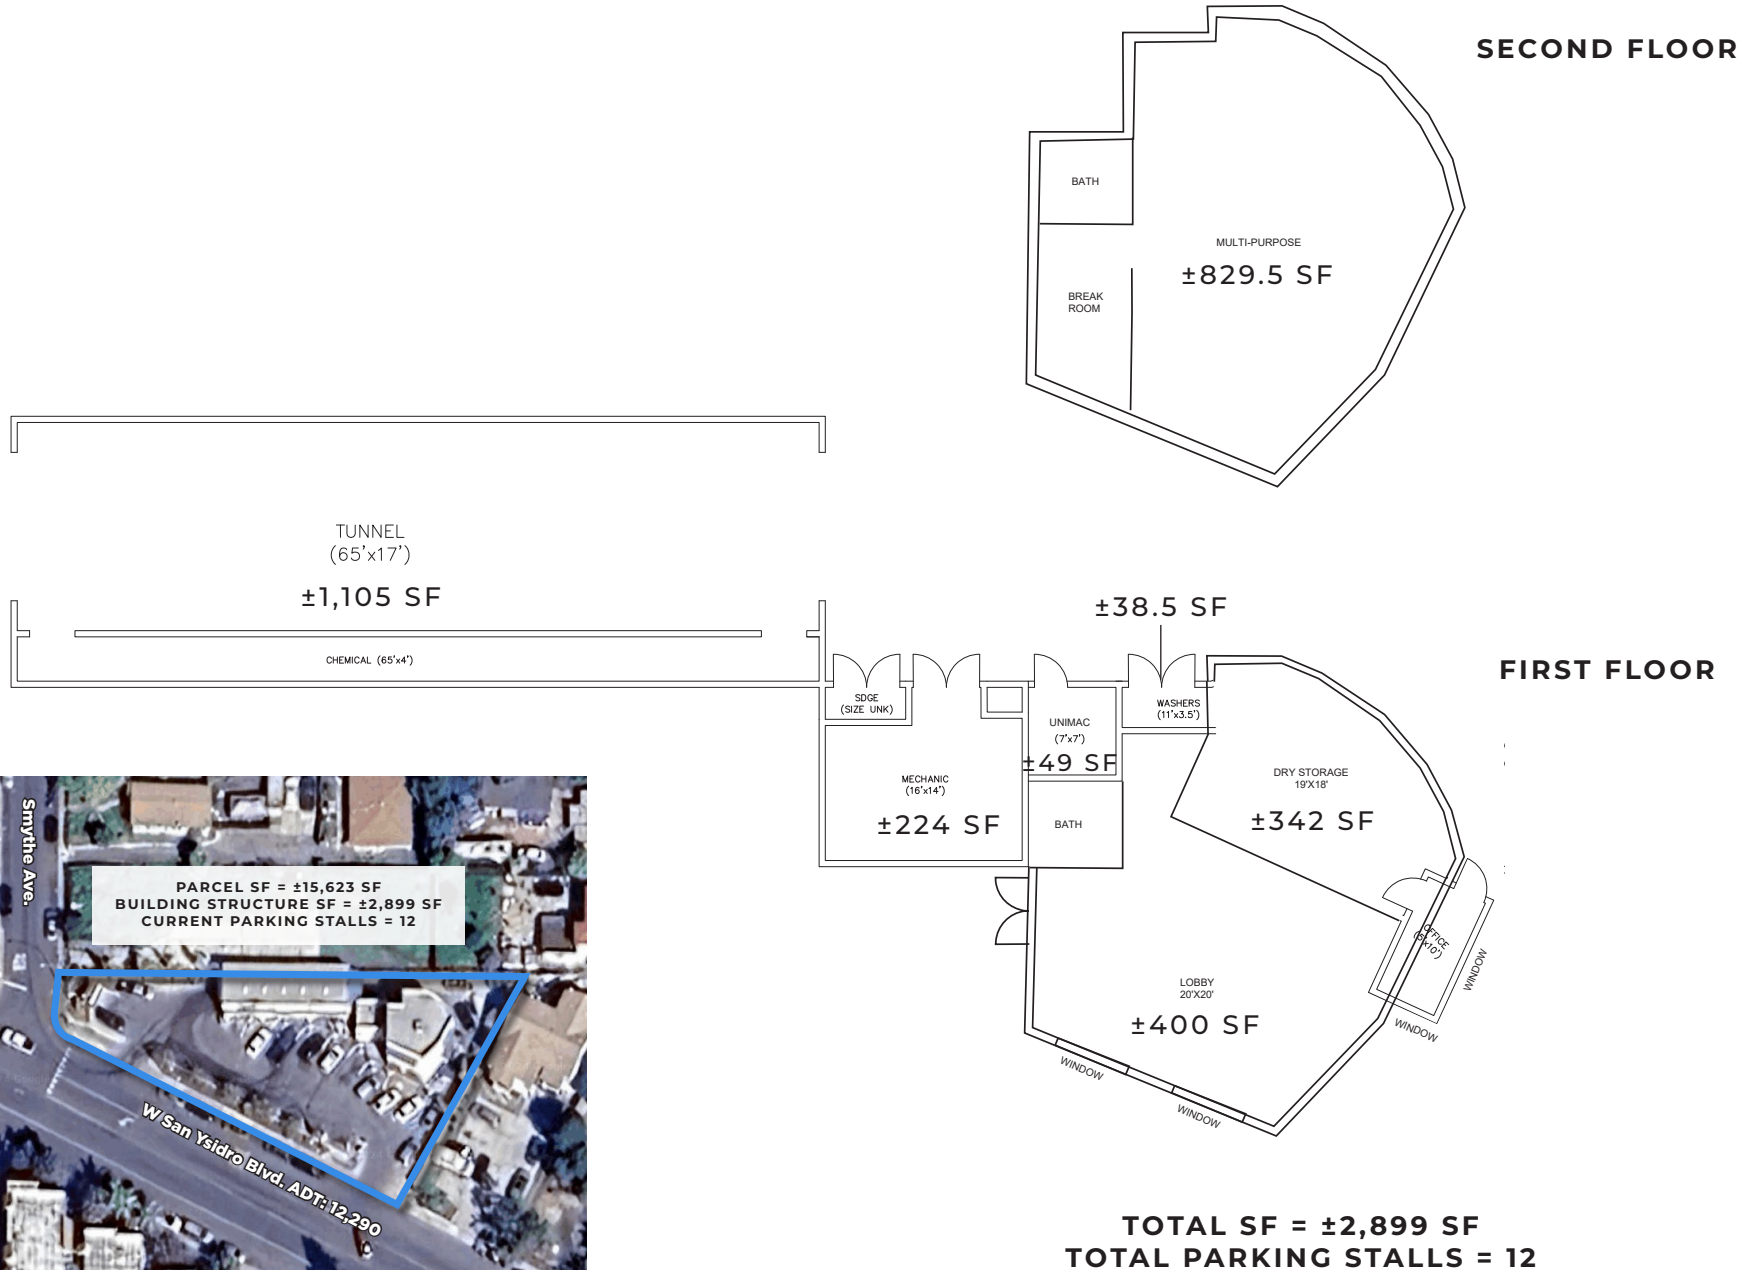 SECOND FLOOR
BATH
MULTI-PURPOSE
±829.5 SF
BREAK
ROOM
TUNNEL
(65'x17')
±1,105 SF
CHEMICAL (65'x4')
±38.5 SF
FIRST FLOOR
SDGE
(SIZE UNK)
WASHERS
(11'x3.5')
UNIMAC
(7'x7')
±49 SF
MECHANIC
(16'x14')
±224 SF
BATH
DRY STORAGE
19'X18'
±342 SF
OFFICE
(5'x10')
WINDOW
WINDOW
LOBBY
20'X20'
±400 SF
WINDOW
WINDOW
Smythe Ave.
PARCEL SF = ±15,623 SF
BUILDING STRUCTURE SF = ±2,899 SF
CURRENT PARKING STALLS = 12
W San Ysidro Blvd. ADT: 12,290
TOTAL SF = ±2,899 SF
TOTAL PARKING STALLS = 12